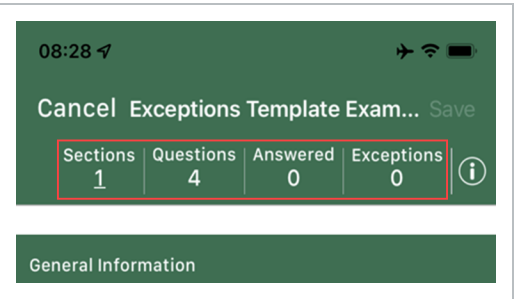 08:28
Cancel Exceptions Template Exam... Save
Sections Questions Answered Exceptions
1 4 0 0
General Information